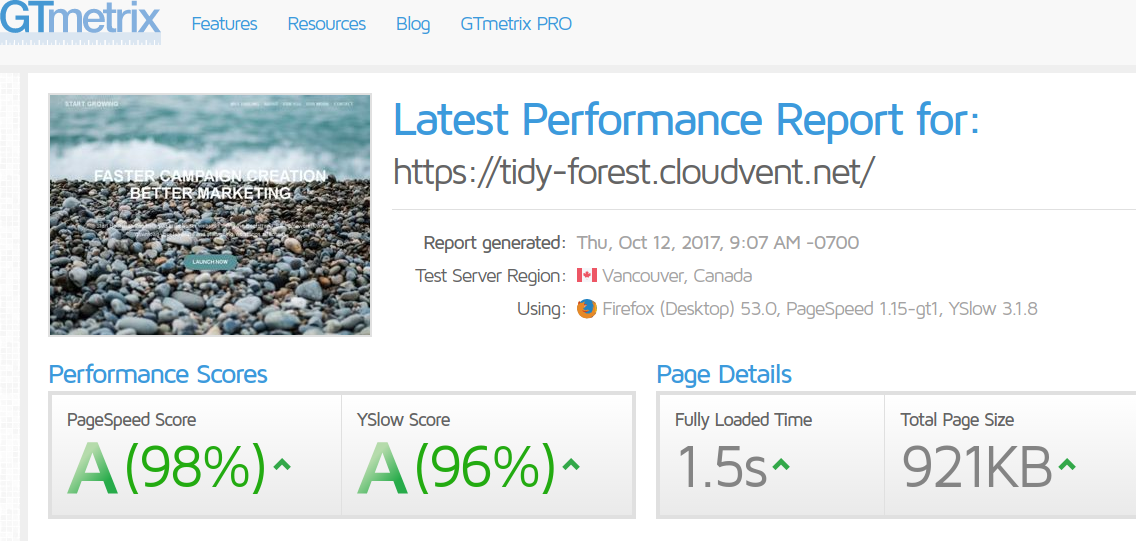 GTmetrix
Features Resources Blog GTmetrix PRO
START GROWING
FASTER CAMPAIGN CREATION
BETTER MARKETING
LAUNCH NOW
Latest Performance Report for:
https://tidy-forest.cloudvent.net/
Report generated: Thu, Oct 12, 2017, 9:07 AM -0700
Test Server Region: Vancouver, Canada
Using: Firefox (Desktop) 53.0, PageSpeed 1.15-gt1, YSlow 3.1.8
Performance Scores
PageSpeed Score
A (98%)
YSlow Score
A (96%)
Page Details
Fully Loaded Time
1.5s
Total Page Size
921KB